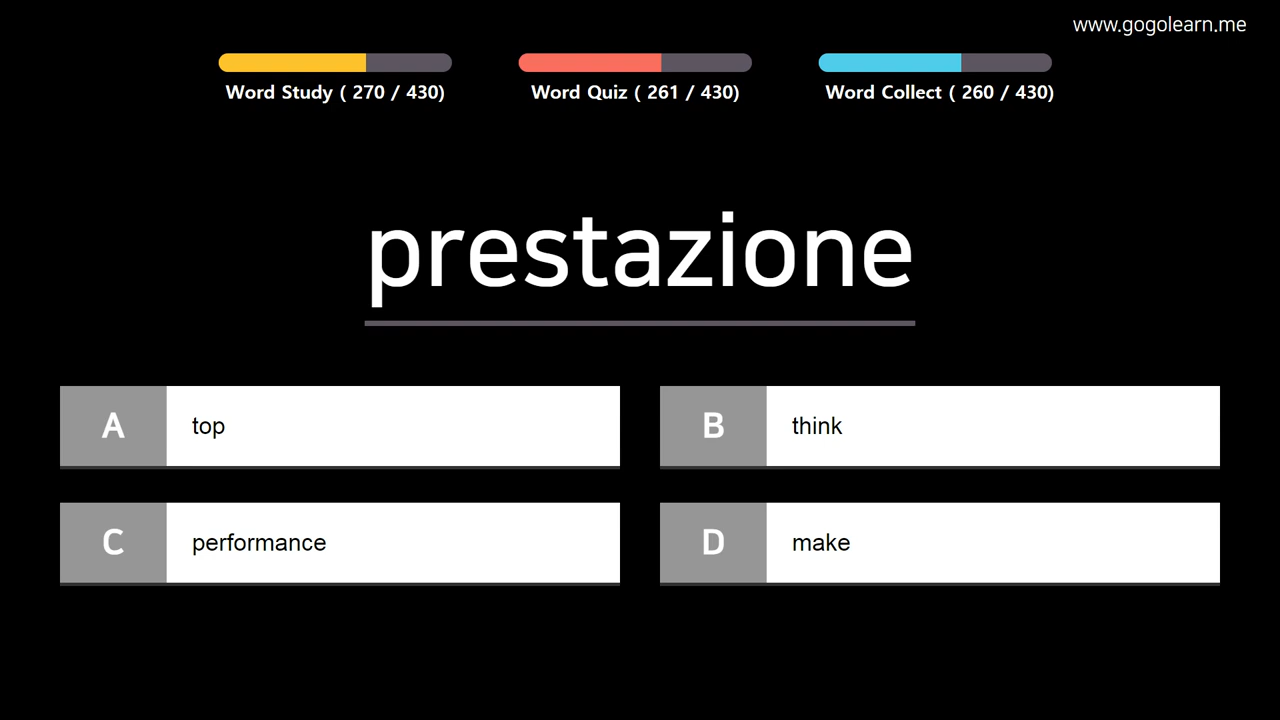 www.gogolearn.me
Word Study ( 270 / 430)
Word Quiz ( 261 / 430)
Word Collect ( 260 / 430)
prestazione
A top
B think
C performance
D make